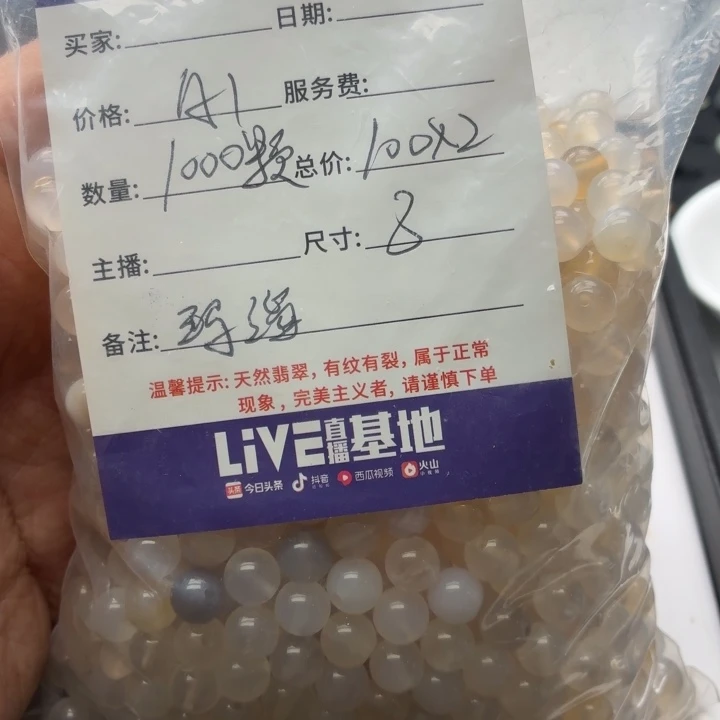 买家: 日期:
价格: A1 服务费:
数量: 1000颗 总价: 100x2
主播: 尺寸: 8
备注:
温馨提示: 天然翡翠, 有纹有裂, 属于正常
现象, 完美主义者, 请谨慎下单
LiVE直播基地
头条 今日头条 抖音 西瓜视频 火山